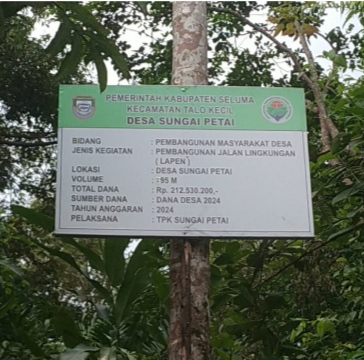 PEMERINTAH KABUPATEN SELUMA
KECAMATAN TALO KECIL
DESA SUNGAI PETAI
BIDANG : PEMBANGUNAN MASYARAKAT DESA
JENIS KEGIATAN : PEMBANGUNAN JALAN LINGKUNGAN
( LAPEN )
LOKASI : DESA SUNGAI PETAI
VOLUME : 95 M
TOTAL DANA : Rp. 212.530.200,-
SUMBER DANA : DANA DESA 2024
TAHUN ANGGARAN : 2024
PELAKSANA : TPK SUNGAI PETAI